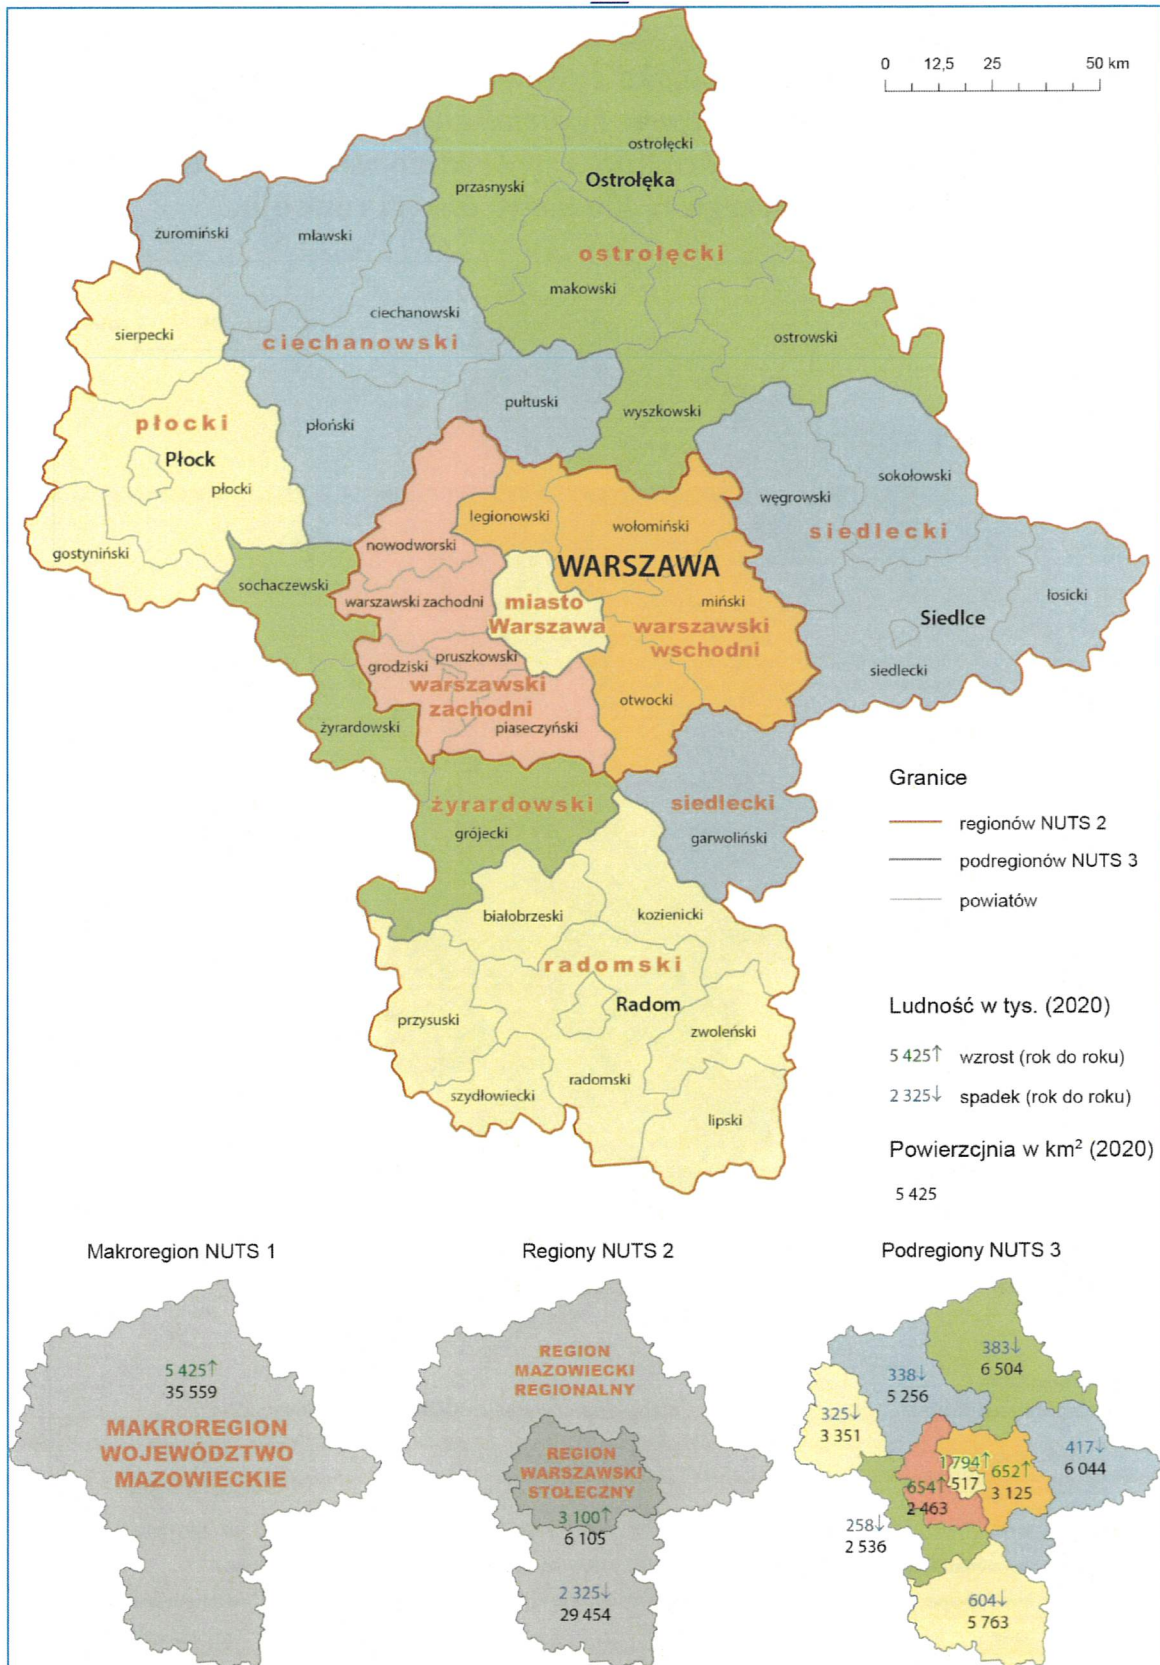 0 12,5 25 50 km
ostrołęcki
Ostrołęka
przasnyski
żuromiński
mławski
ostrołęcki
makowski
ciechanowski
sierpecki
ciechanowski
ostrowski
pułtuski
wyszkowski
płocki
płoński
Płock
sokołowski
płocki
węgrowski
legionowski
wołomiński
siedlecki
nowodworski
gostyniński
WARSZAWA
sochaczewski
warszawski zachodni
miasto
Warszawa
miński
łosicki
Siedlce
warszawski
wschodni
pruszkowski
grodziski
siedlecki
warszawski
zachodni
otwocki
żyrardowski
piaseczyński
Granice
żyrardowski
siedlecki
regionów NUTS 2
grójecki
garwoliński
podregionów NUTS 3
powiatów
białobrzeski
kozienicki
radomski
Radom
przysuski
zwoleński
Ludność w tys. (2020)
5 425↑ wzrost (rok do roku)
radomski
szydłowiecki
2 325↓ spadek (rok do roku)
lipski
Powierzcjnia w km² (2020)
5 425
Makroregion NUTS 1
5 425↑
35 559
MAKROREGION
WOJEWÓDZTWO
MAZOWIECKIE
Regiony NUTS 2
REGION
MAZOWIECKI
REGIONALNY
REGION
WARSZAWSKI
STOŁECZNY
3 100↑
6 105
2 325↓
29 454
Podregiony NUTS 3
383↓
6 504
338↓
5 256
325↓
3 351
417↓
6 044
1 794↑
517
652↑
3 125
654↑
2 463
258↓
2 536
604↓
5 763